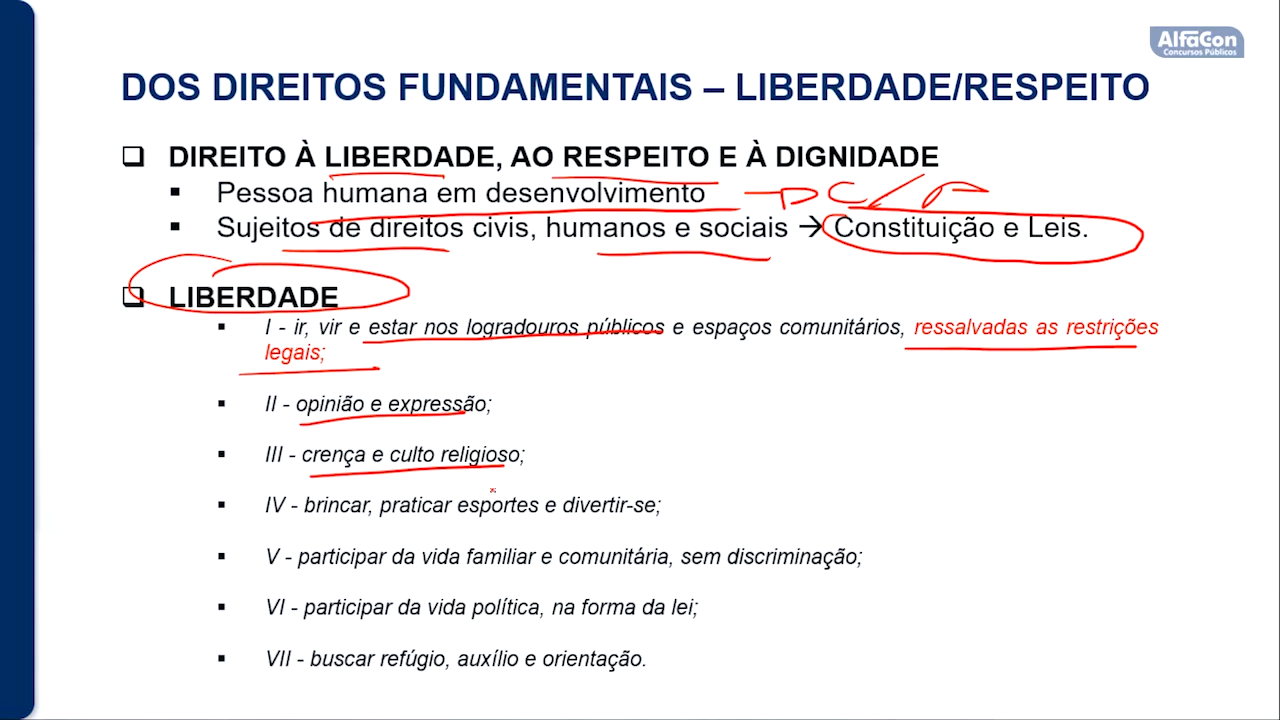 AlfaCon
Concursos Públicos
DOS DIREITOS FUNDAMENTAIS – LIBERDADE/RESPEITO
❑ DIREITO À LIBERDADE, AO RESPEITO E À DIGNIDADE
▪ Pessoa humana em desenvolvimento
▪ Sujeitos de direitos civis, humanos e sociais → Constituição e Leis.
❑ LIBERDADE
▪ I - ir, vir e estar nos logradouros públicos e espaços comunitários, ressalvadas as restrições
legais;
▪ II - opinião e expressão;
▪ III - crença e culto religioso;
▪ IV - brincar, praticar esportes e divertir-se;
▪ V - participar da vida familiar e comunitária, sem discriminação;
▪ VI - participar da vida política, na forma da lei;
▪ VII - buscar refúgio, auxílio e orientação.